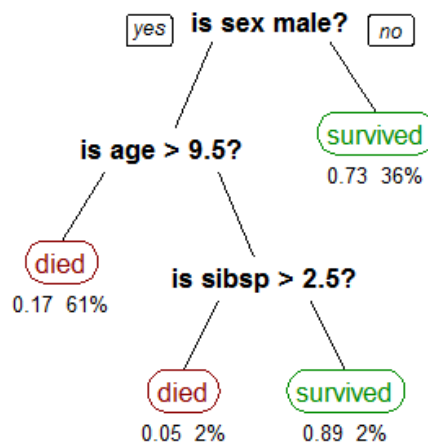 yes is sex male? no
survived
0.73 36%
is age > 9.5?
died
0.17 61%
is sibsp > 2.5?
died survived
0.05 2% 0.89 2%